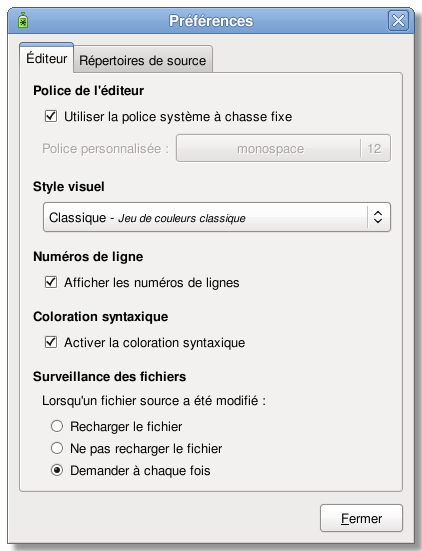 Préférences
Éditeur Répertoires de source
Police de l'éditeur
Utiliser la police système à chasse fixe
Police personnalisée : monospace 12
Style visuel
Classique - Jeu de couleurs classique
Numéros de ligne
Afficher les numéros de lignes
Coloration syntaxique
Activer la coloration syntaxique
Surveillance des fichiers
Lorsqu'un fichier source a été modifié :
Recharger le fichier
Ne pas recharger le fichier
Demander à chaque fois
Fermer